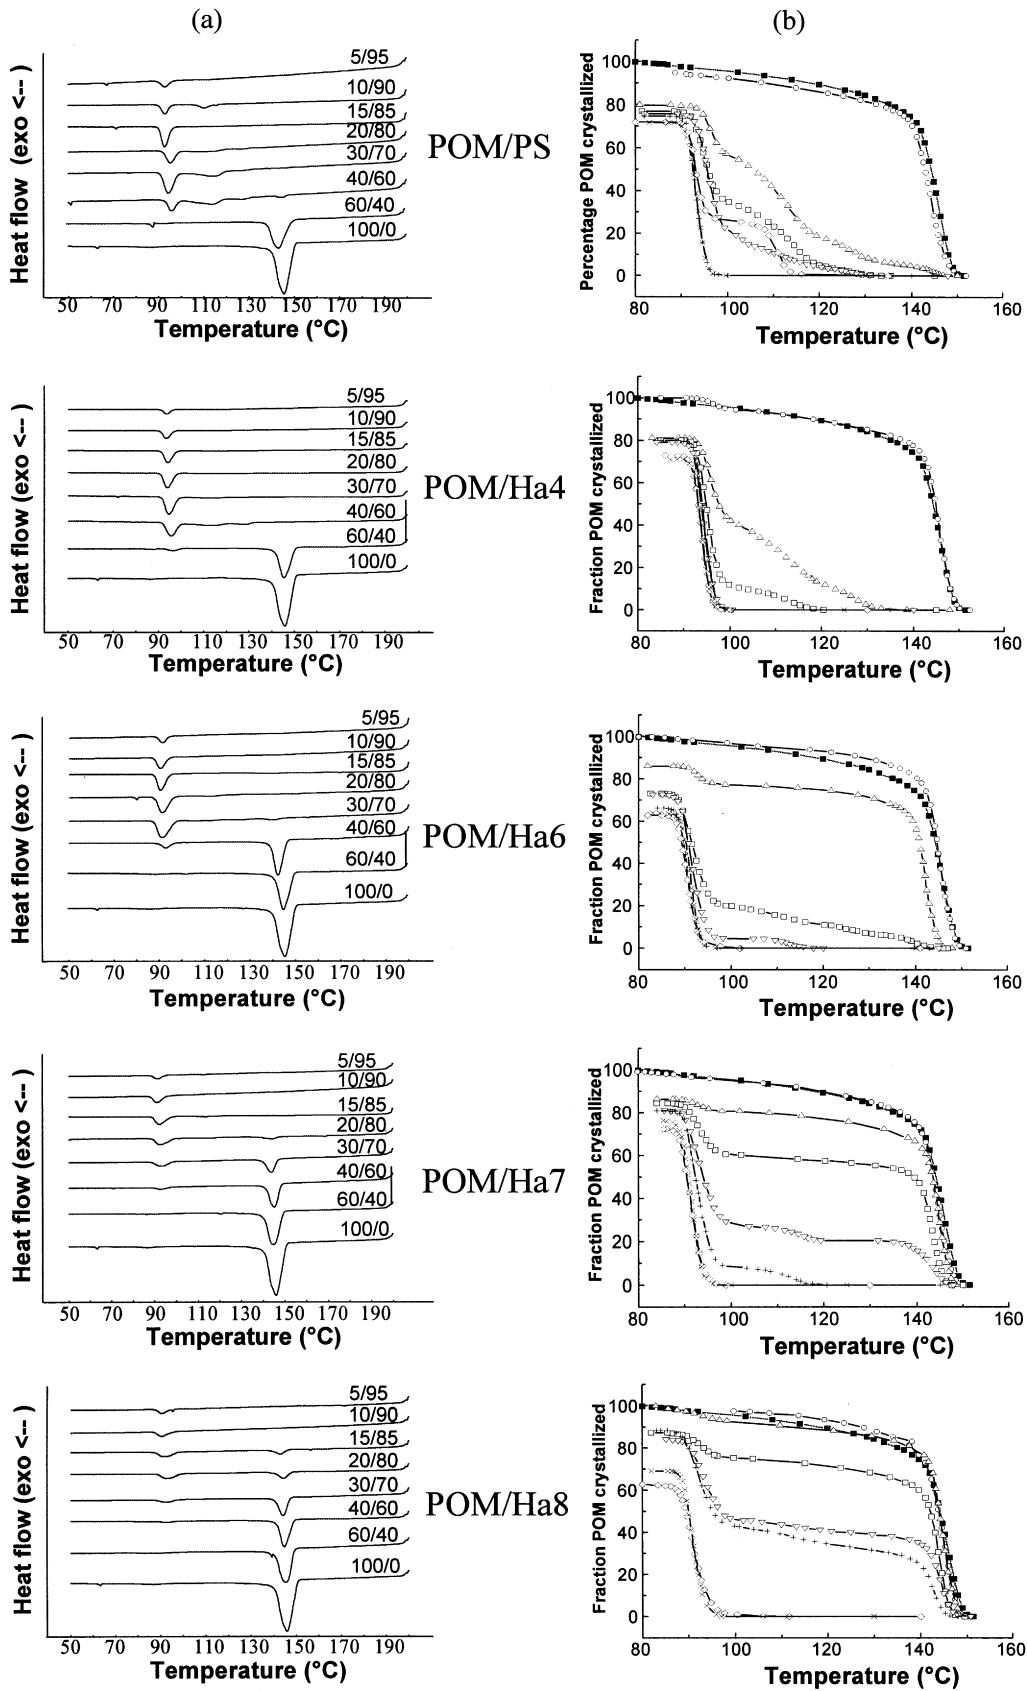 (a)
(b)
5/95
10/90
15/85
20/80
30/70
40/60
60/40
100/0
Heat flow (exo <-- )
50 70 90 110 130 150 170 190
Temperature (°C)
POM/PS
Percentage POM crystallized
100
80
60
40
20
0
80 100 120 140 160
Temperature (°C)
5/95
10/90
15/85
20/80
30/70
40/60
60/40
100/0
Heat flow (exo <-- )
50 70 90 110 130 150 170 190
Temperature (°C)
POM/Ha4
Fraction POM crystallized
100
80
60
40
20
0
80 100 120 140 160
Temperature (°C)
5/95
10/90
15/85
20/80
30/70
40/60
60/40
100/0
Heat flow (exo <-- )
50 70 90 110 130 150 170 190
Temperature (°C)
POM/Ha6
Fraction POM crystallized
100
80
60
40
20
0
80 100 120 140 160
Temperature (°C)
5/95
10/90
15/85
20/80
30/70
40/60
60/40
100/0
Heat flow (exo <-- )
50 70 90 110 130 150 170 190
Temperature (°C)
POM/Ha7
Fraction POM crystallized
100
80
60
40
20
0
80 100 120 140 160
Temperature (°C)
5/95
10/90
15/85
20/80
30/70
40/60
60/40
100/0
Heat flow (exo <-- )
50 70 90 110 130 150 170 190
Temperature (°C)
POM/Ha8
Fraction POM crystallized
100
80
60
40
20
0
80 100 120 140 160
Temperature (°C)